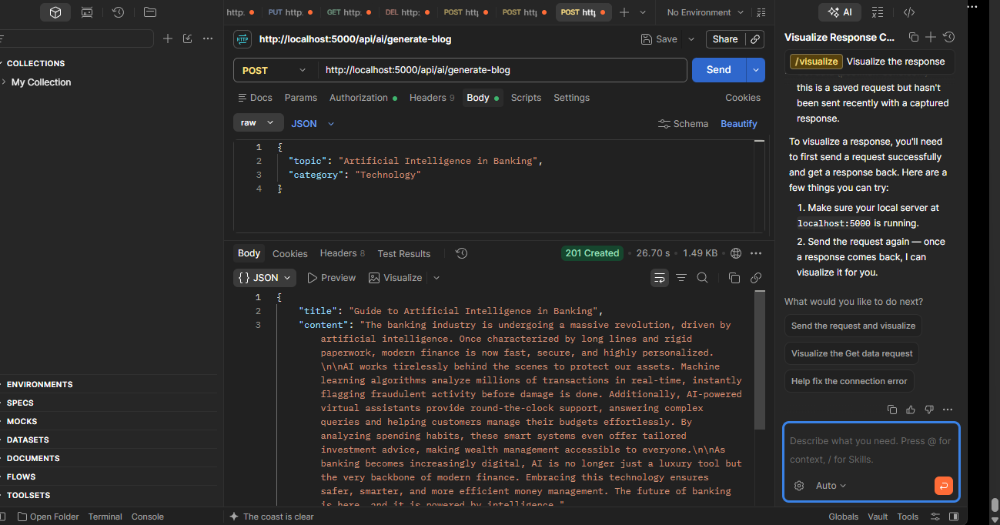 http:
PUT http:
GET http:
DEL http:
POST http
POST http
POST http
No Environment
AI
http://localhost:5000/api/ai/generate-blog
Save
Share
Visualize Response C...
COLLECTIONS
My Collection
POST
http://localhost:5000/api/ai/generate-blog
Send
/visualize Visualize the response
Docs
Params
Authorization
Headers 9
Body
Scripts
Settings
Cookies
this is a saved request but hasn't
been sent recently with a captured
response.
raw
JSON
Schema
Beautify
1 {
2 "topic": "Artificial Intelligence in Banking",
3 "category": "Technology"
4 }
To visualize a response, you'll need
to first send a request successfully
and get a response back. Here are a
few things you can try:
1. Make sure your local server at
localhost:5000 is running.
2. Send the request again — once
a response comes back, I can
visualize it for you.
Body
Cookies
Headers 8
Test Results
201 Created
26.70 s
1.49 KB
{} JSON
Preview
Visualize
1 {
2 "title": "Guide to Artificial Intelligence in Banking",
3 "content": "The banking industry is undergoing a massive revolution, driven by
artificial intelligence. Once characterized by long lines and rigid
paperwork, modern finance is now fast, secure, and highly personalized.
\n\nAI works tirelessly behind the scenes to protect our assets. Machine
learning algorithms analyze millions of transactions in real-time, instantly
flagging fraudulent activity before damage is done. Additionally, AI-powered
virtual assistants provide round-the-clock support, answering complex
queries and helping customers manage their budgets effortlessly. By
analyzing spending habits, these smart systems even offer tailored
investment advice, making wealth management accessible to everyone.\n\nAs
banking becomes increasingly digital, AI is no longer just a luxury tool but
the very backbone of modern finance. Embracing this technology ensures
safer, smarter, and more efficient money management. The future of banking
is here, and it is powered by intelligence."
What would you like to do next?
Send the request and visualize
Visualize the Get data request
Help fix the connection error
Describe what you need. Press @ for
context, / for Skills.
Auto
ENVIRONMENTS
SPECS
MOCKS
DATASETS
DOCUMENTS
FLOWS
TOOLSETS
Open Folder
Terminal
Console
The coast is clear
Globals
Vault
Tools